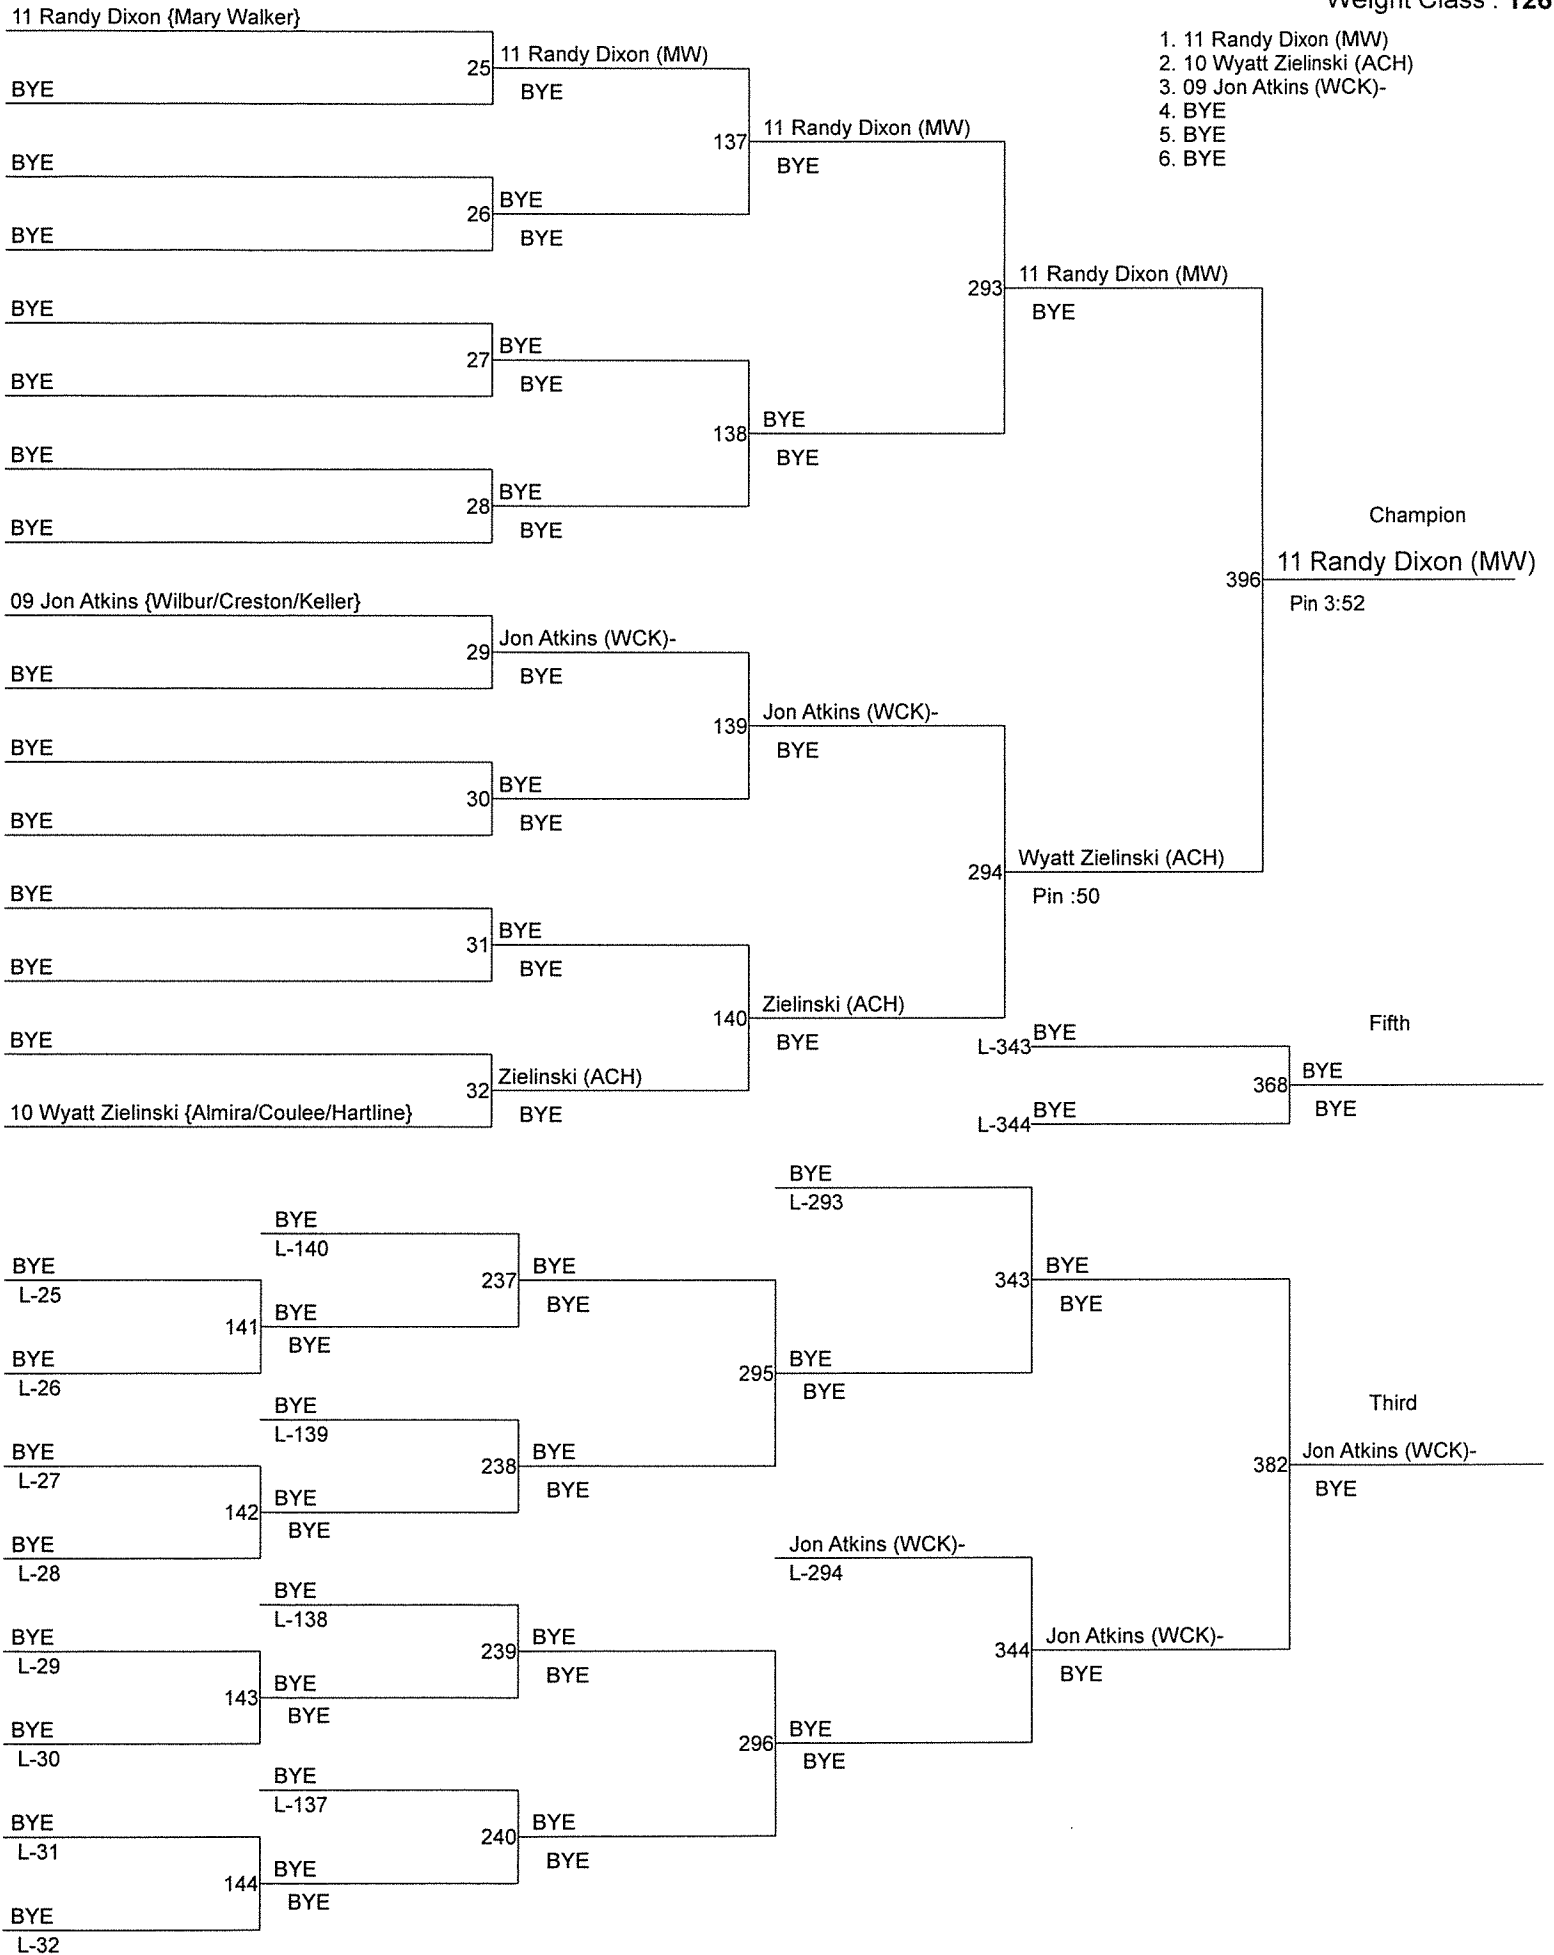 Weight Class : 126
1. 11 Randy Dixon (MW)
2. 10 Wyatt Zielinski (ACH)
3. 09 Jon Atkins (WCK)-
4. BYE
5. BYE
6. BYE
11 Randy Dixon {Mary Walker}
25
11 Randy Dixon (MW)
BYE
BYE
137
11 Randy Dixon (MW)
BYE
BYE
26
BYE
BYE
BYE
293
11 Randy Dixon (MW)
BYE
BYE
27
BYE
BYE
BYE
138
BYE
BYE
BYE
28
BYE
BYE
BYE
Champion
396
11 Randy Dixon (MW)
Pin 3:52
09 Jon Atkins {Wilbur/Creston/Keller}
29
Jon Atkins (WCK)-
BYE
BYE
139
Jon Atkins (WCK)-
BYE
BYE
30
BYE
BYE
BYE
294
Wyatt Zielinski (ACH)
Pin :50
BYE
31
BYE
BYE
BYE
140
Zielinski (ACH)
BYE
BYE
32
Zielinski (ACH)
BYE
10 Wyatt Zielinski {Almira/Coulee/Hartline}
Fifth
L-343
BYE
368
BYE
BYE
L-344
BYE
BYE
L-293
BYE
L-140
BYE
L-25
237
BYE
BYE
343
BYE
BYE
141
BYE
BYE
BYE
L-26
295
BYE
BYE
BYE
L-139
Third
BYE
L-27
238
BYE
BYE
382
Jon Atkins (WCK)-
BYE
142
BYE
BYE
BYE
L-28
Jon Atkins (WCK)-
L-294
BYE
L-138
BYE
L-29
239
BYE
BYE
344
Jon Atkins (WCK)-
BYE
143
BYE
BYE
BYE
L-30
296
BYE
BYE
BYE
L-137
BYE
L-31
240
BYE
BYE
144
BYE
BYE
BYE
L-32